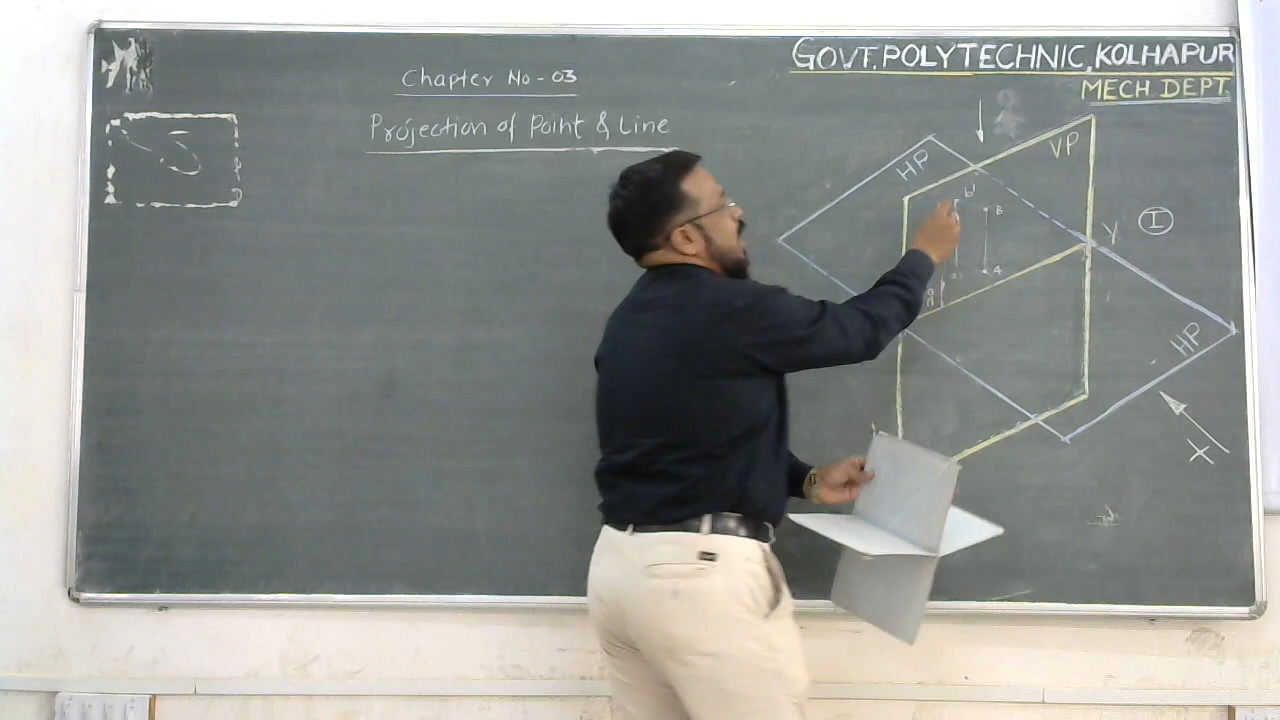 GOVT. POLYTECHNIC, KOLHAPUR
MECH DEPT.
Chapter No - 03
Projection of Point & Line
HP
VP
b'
B
Y
I
A
HP
X